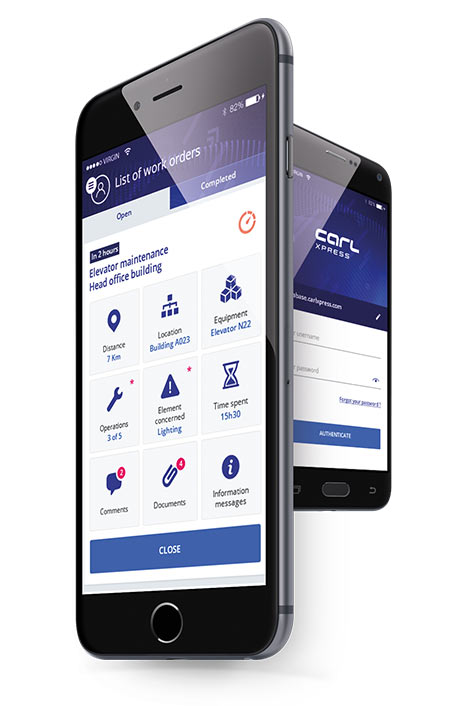 VIRGIN
82%
List of work orders
Open
Completed
In 2 hours
Elevator maintenance
Head office building
Distance
7 Km
Location
Building A023
Equipment
Elevator N22
Operations
3 of 5
Element
concerned
Lighting
Time spent
15h30
2
Comments
4
Documents
Information
messages
CLOSE
VIRGIN
CARL
XPRESS
base.carlxpress.com
username
password
Forgot your password ?
AUTHENTICATE